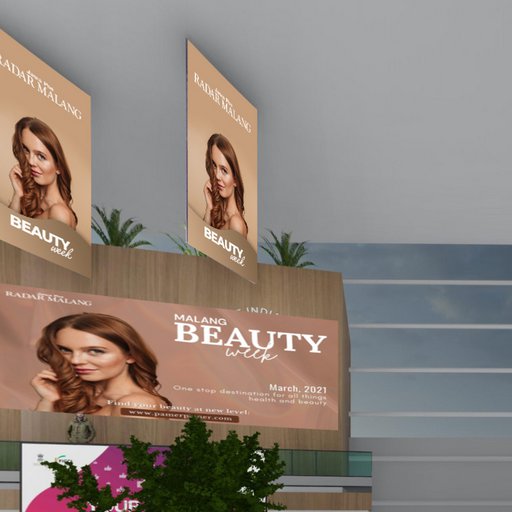 RADAR MALANG
BEAUTY
week
RADAR MALANG
BEAUTY
week
RADAR MALANG
MALANG
BEAUTY
week
March, 2021
One stop destination for all things
health and beauty
Find your beauty at new level.